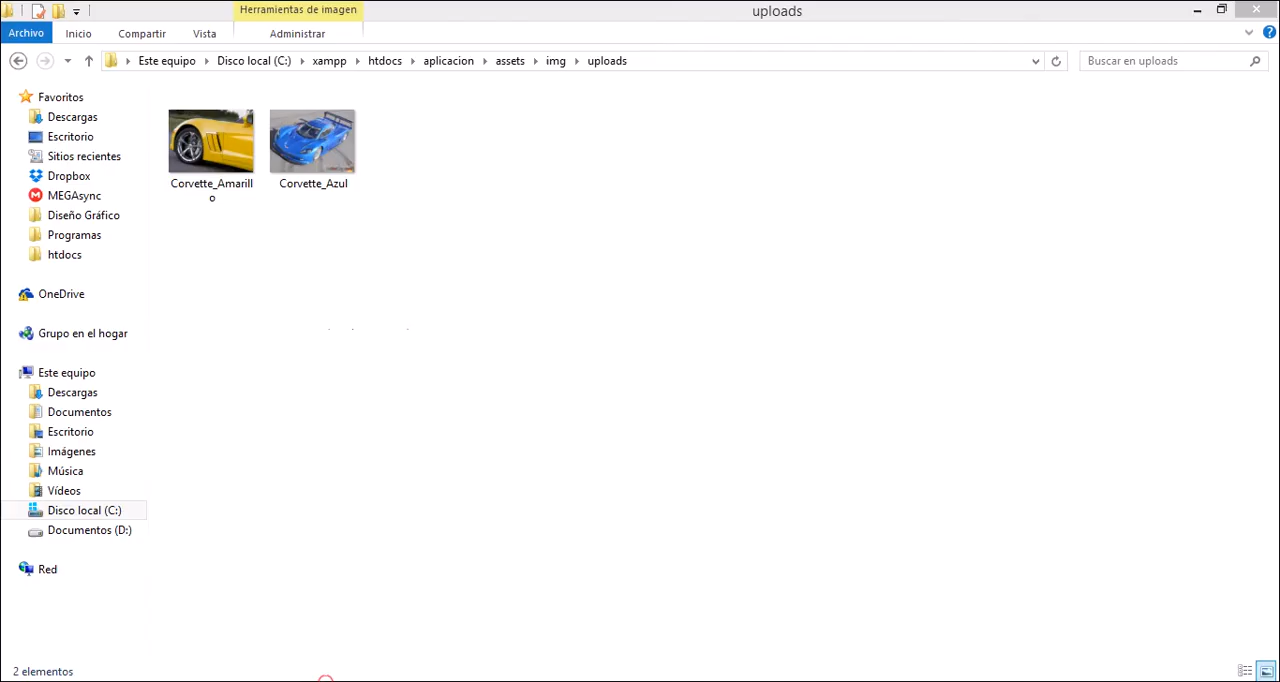 Herramientas de imagen
uploads
Archivo
Inicio
Compartir
Vista
Administrar
Este equipo
Disco local (C:)
xampp
htdocs
aplicacion
assets
img
uploads
Buscar en uploads
Favoritos
Descargas
Escritorio
Sitios recientes
Dropbox
MEGAsync
Diseño Gráfico
Programas
htdocs
OneDrive
Grupo en el hogar
Este equipo
Descargas
Documentos
Escritorio
Imágenes
Música
Vídeos
Disco local (C:)
Documentos (D:)
Red
Corvette_Amarill
o
Corvette_Azul
2 elementos